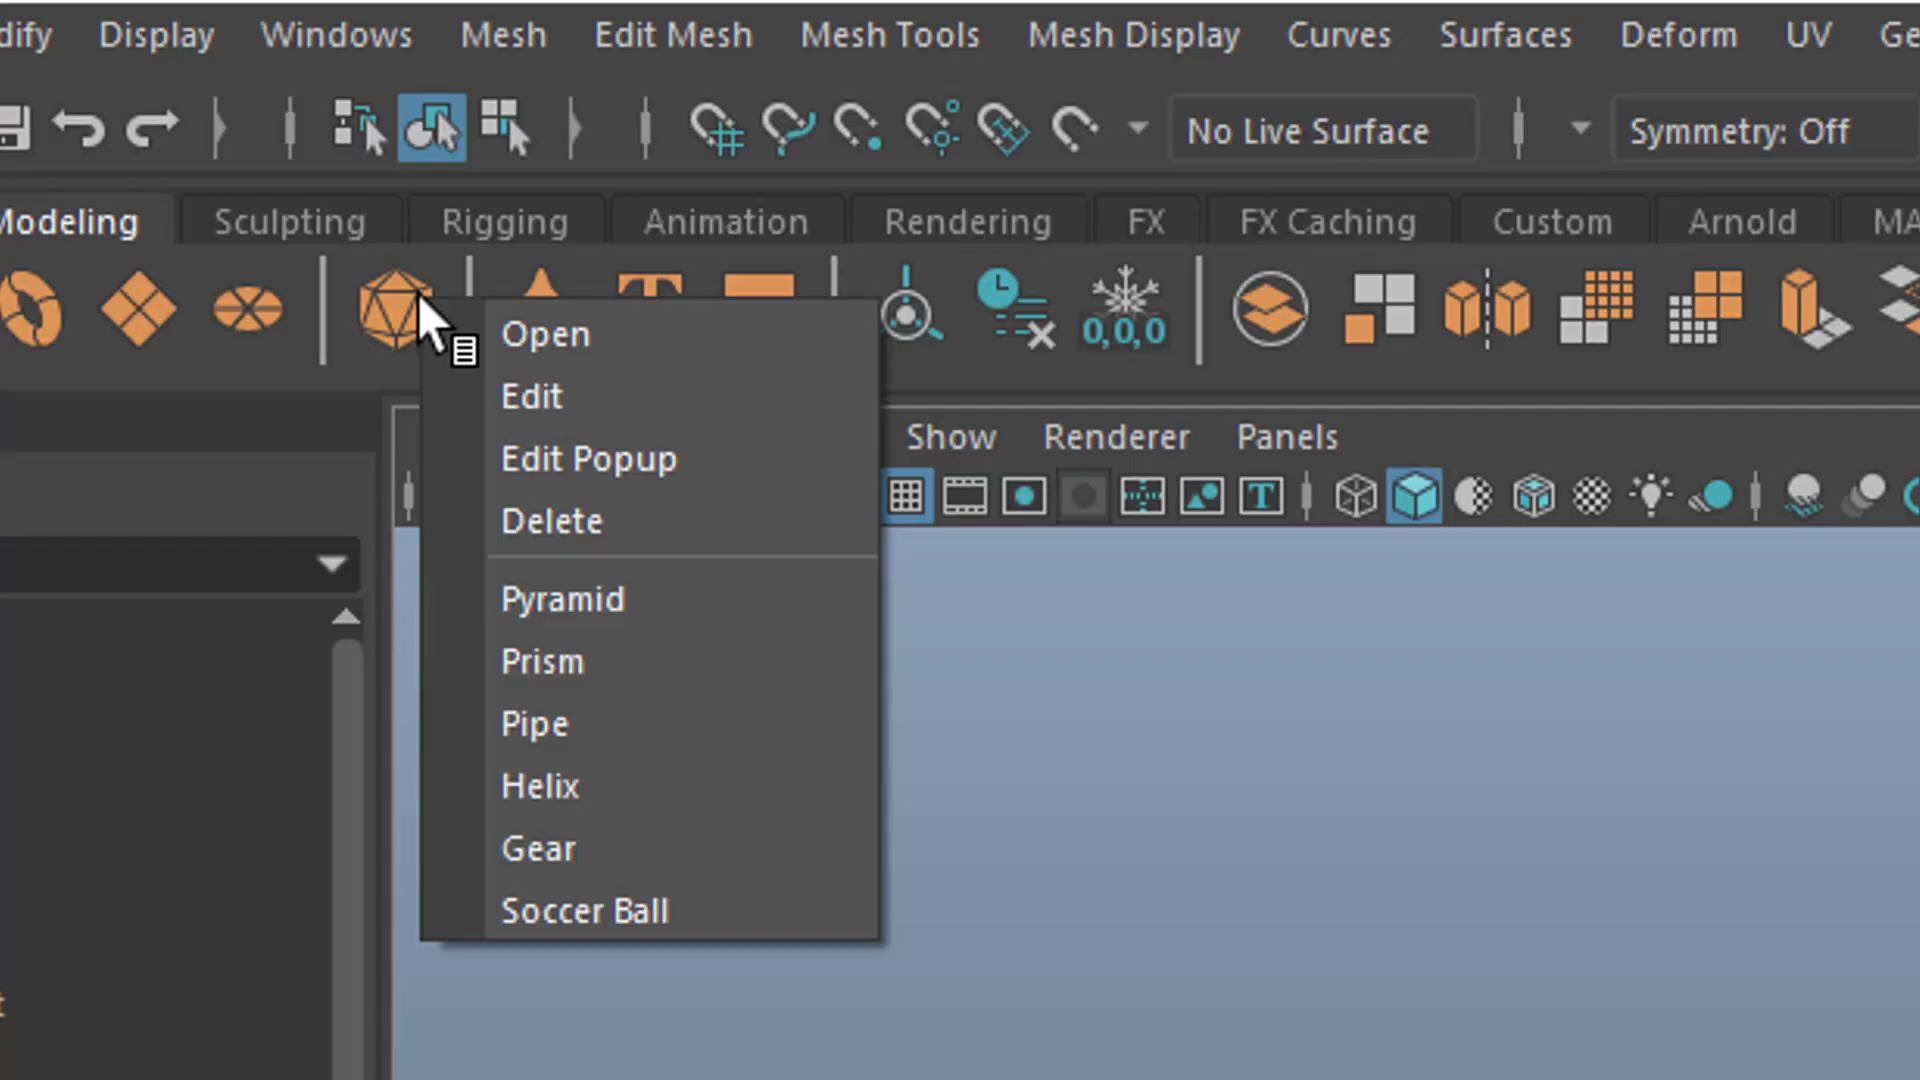 dify Display Windows Mesh Edit Mesh Mesh Tools Mesh Display Curves Surfaces Deform UV Ge
No Live Surface Symmetry: Off
Modeling Sculpting Rigging Animation Rendering FX FX Caching Custom Arnold MA
T 0,0,0
Open
Edit
Edit Popup
Delete
Pyramid
Prism
Pipe
Helix
Gear
Soccer Ball
Show Renderer Panels
T
t